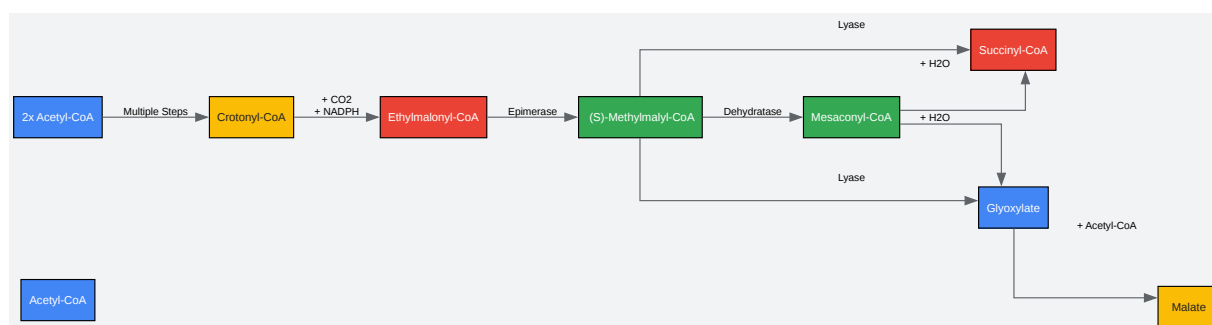 Lyase
Succinyl-CoA
+ H2O
2x Acetyl-CoA
Multiple Steps
Crotonyl-CoA
+ CO2
+ NADPH
Ethylmalonyl-CoA
Epimerase
(S)-Methylmalyl-CoA
Dehydratase
Mesaconyl-CoA
+ H2O
Lyase
Glyoxylate
+ Acetyl-CoA
Acetyl-CoA
Malate